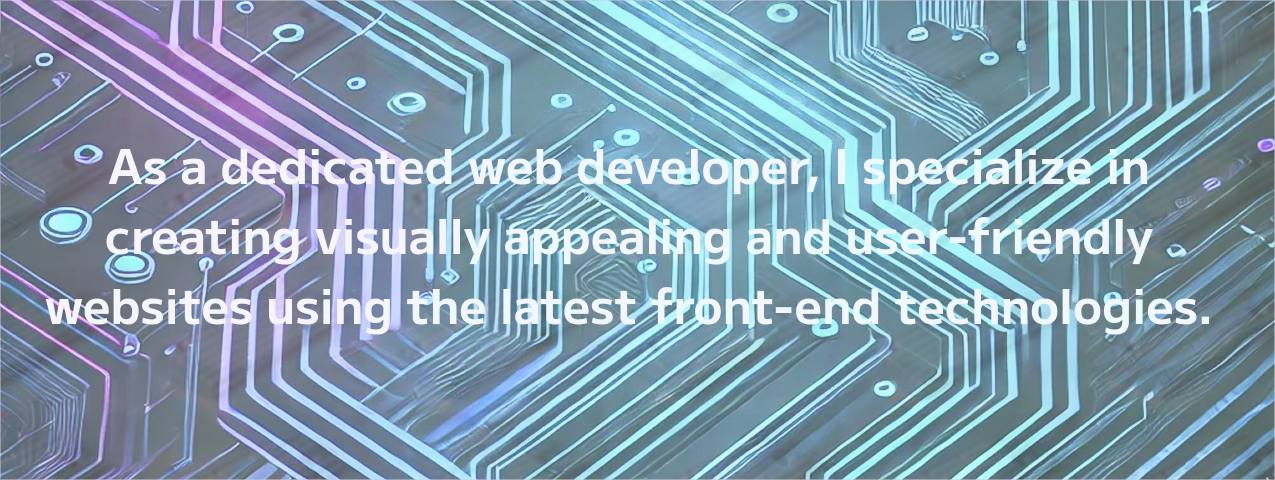 As a dedicated web developer, I specialize in
creating visually appealing and user-friendly
websites using the latest front-end technologies.